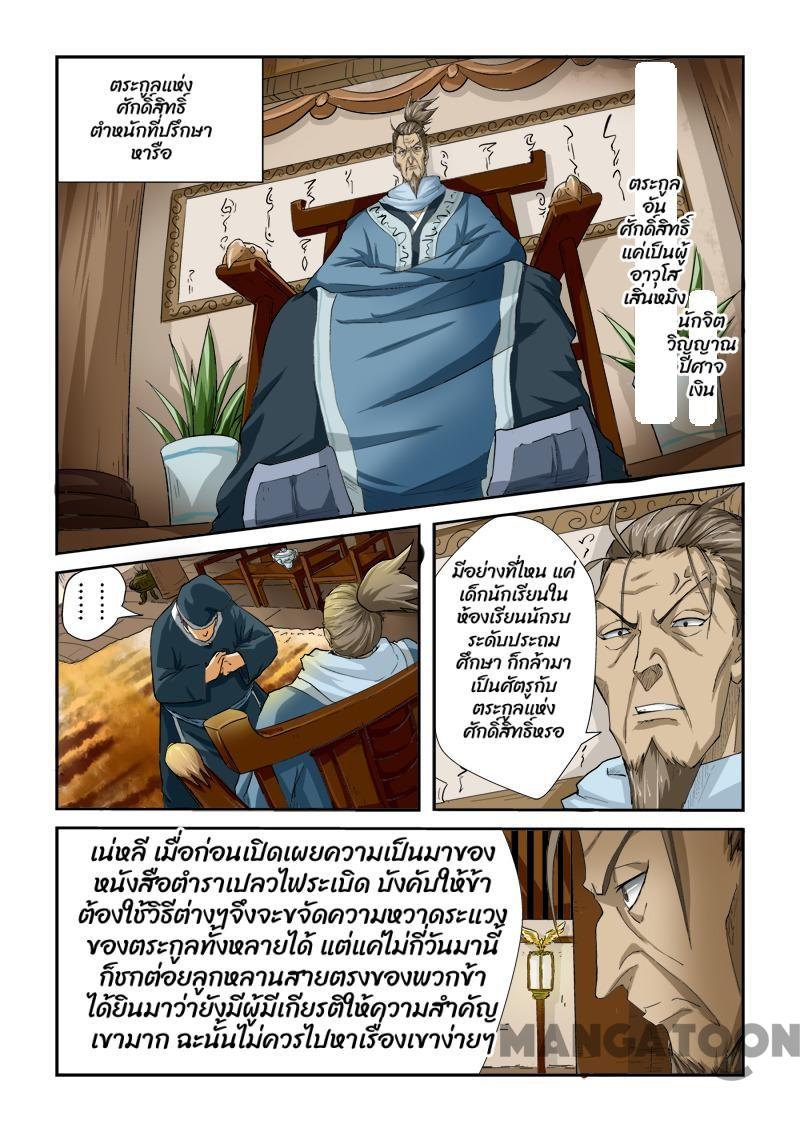 ตระกูลแห่ง
ศักดิ์สิทธิ์
ตำหนักที่ปรึกษา
หารือ
ตระกูล
อัน
ศักดิ์สิทธิ์
แค่เป็นผู้
อาวุโส
เสิ่นหมิง
นักจิต
วิญญาณ
ปีศาจ
เงิน
มีอย่างที่ไหน แค่
เด็กนักเรียนใน
ห้องเรียนนักรบ
ระดับประถม
ศึกษา ก็กล้ามา
เป็นศัตรูกับ
ตระกูลแห่ง
ศักดิ์สิทธิ์หรอ
เน่หลี เมื่อก่อนเปิดเผยความเป็นมาของ
หนังสือตำราเปลวไฟระเบิด บังคับให้ข้า
ต้องใช้วิธีต่างๆจึงจะขจัดความหวาดระแวง
ของตระกูลทั้งหลายได้ แต่แค่ไม่กี่วันมานี้
ก็ชกต่อยลูกหลานสายตรงของพวกข้า
ได้ยินมาว่ายังมีผู้มีเกียรติให้ความสำคัญ
เขามาก ฉะนั้นไม่ควรไปหาเรื่องเขาง่ายๆ
MANGATOON